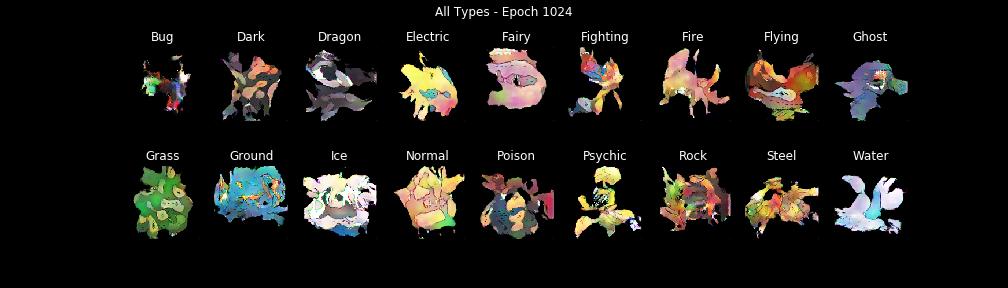 All Types - Epoch 1024
Bug Dark Dragon Electric Fairy Fighting Fire Flying Ghost
Grass Ground Ice Normal Poison Psychic Rock Steel Water